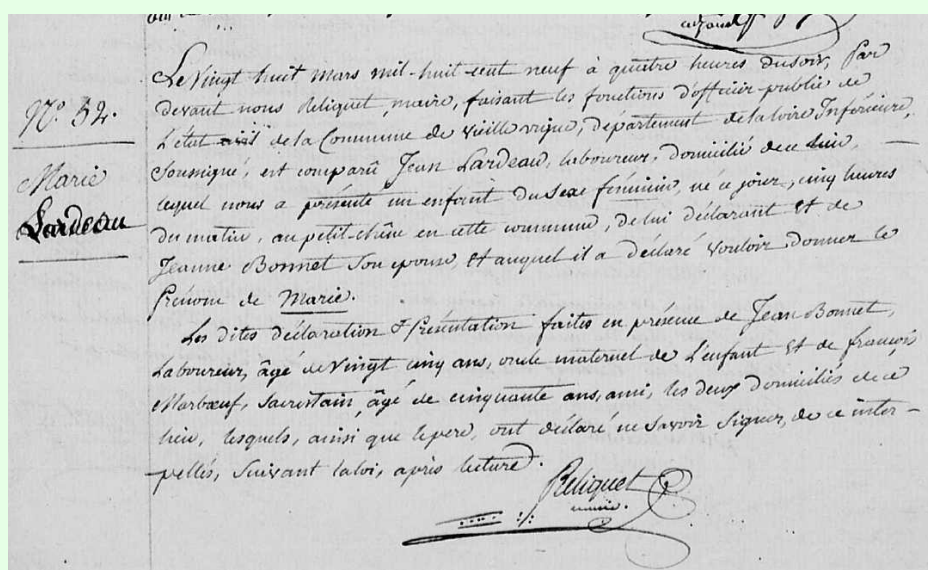 N.º 52.
Marie
Lardeau
Le Vingt huit mars mil-huit-cent neuf à quatre heures du soir, Par
devant nous Reliquet, maire, faisant les fonctions d'officier public de
L'état civil de la Commune de vieillevigne, département de la loire Inférieure,
Soussigné, est comparû Jean Lardeau, laboureur, domicilié de ce lieu,
lequel nous a présenté un enfant du Sexe féminin, né ce jour, cinq heures
du matin, au petit-chêne en cette commune, de lui déclarant et de
Jeanne Bonnet Son epouse, et auquel il a déclaré vouloir donner le
Prénom de Marie.
Les dites déclaration & Présentation faites en présence de Jean Bonnet,
Laboureur, âgé de Vingt cinq ans, oncle maternel de L'enfant et de françois
Marboeuf, Sacristain, âgé de cinquante ans, ami, les deux domiciliés de ce
lieu, lesquels, ainsi que le pere, ont déclaré ne Savoir Signer, de ce inter-
-pellés, Suivant la loi, après lecture.
Reliquet
maire.